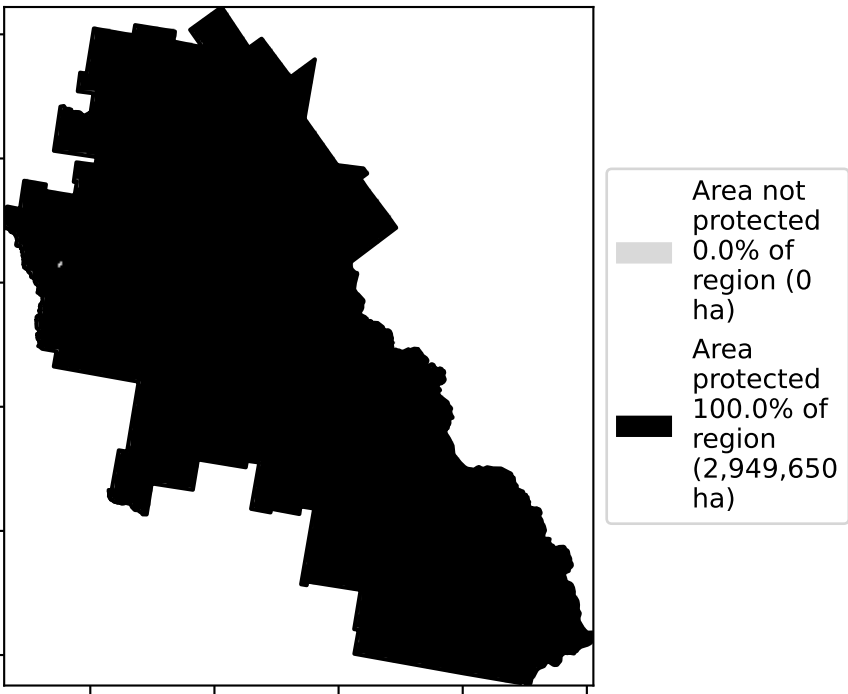 Area not
protected
0.0% of
region (0
ha)
Area
protected
100.0% of
region
(2,949,650
ha)